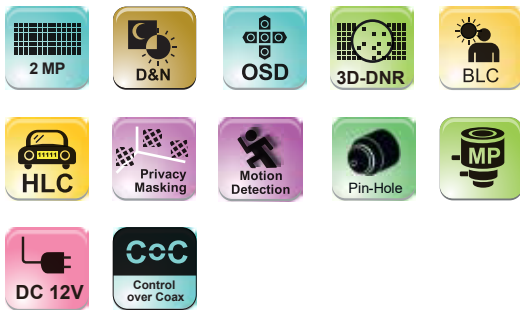 2 MP
D&N
OSD
3D-DNR
BLC
HLC
Privacy
Masking
Motion
Detection
Pin-Hole
MP
DC 12V
CoC
Control
over Coax